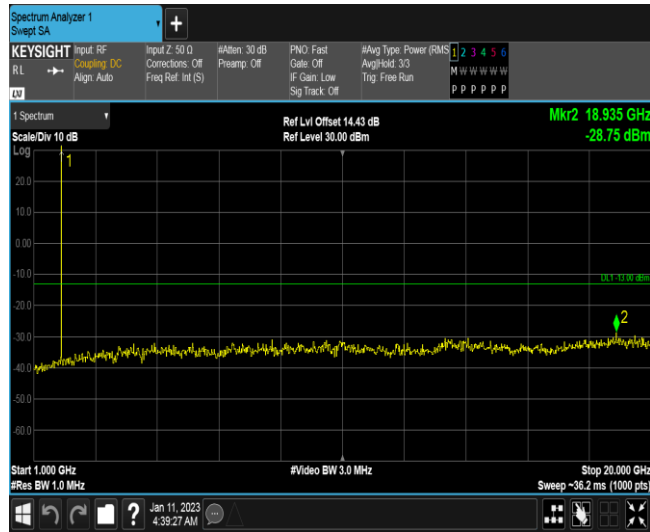 Spectrum Analyzer 1
Swept SA
+
KEYSIGHT
RL
LXI
Input: RF
Coupling: DC
Align: Auto
Input Z: 50 Ω
Corrections: Off
Freq Ref: Int (S)
#Atten: 30 dB
Preamp: Off
PNO: Fast
Gate: Off
IF Gain: Low
Sig Track: Off
#Avg Type: Power (RMS
Avg|Hold: 3/3
Trig: Free Run
1 2 3 4 5 6
M W W W W W
P P P P P P
1 Spectrum
Scale/Div 10 dB
Ref Lvl Offset 14.43 dB
Ref Level 30.00 dBm
Mkr2 18.935 GHz
-28.75 dBm
Log
1
20.0
10.0
0.00
-10.0
DL1 -13.00 dBm
-20.0
2
-30.0
-40.0
-50.0
-60.0
Start 1.000 GHz
#Res BW 1.0 MHz
#Video BW 3.0 MHz
Stop 20.000 GHz
Sweep ~36.2 ms (1000 pts)
?
Jan 11, 2023
4:39:27 AM